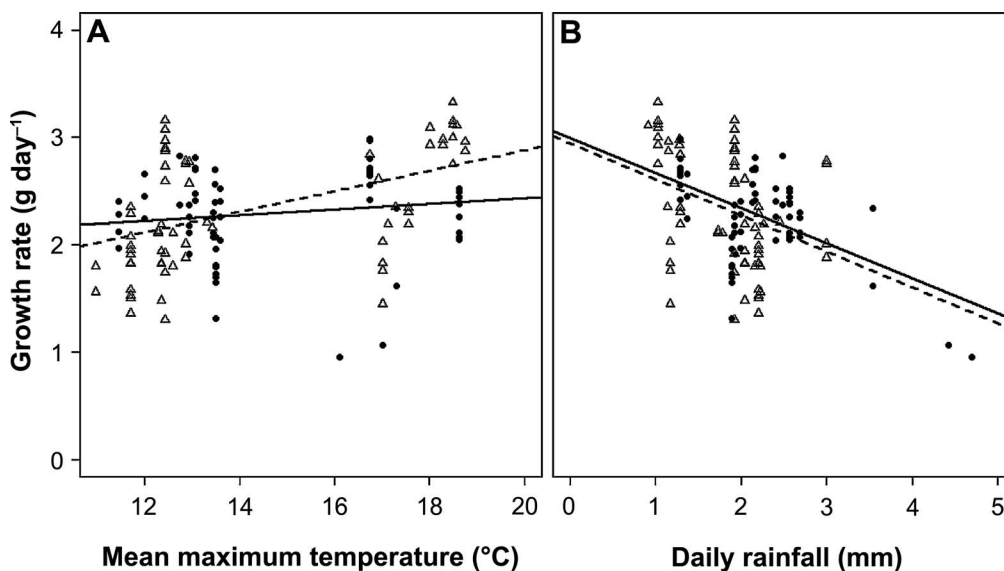 A
B
Growth rate (g day⁻¹)
4
3
2
1
0
12 14 16 18 20
0 1 2 3 4 5
Mean maximum temperature (°C)
Daily rainfall (mm)